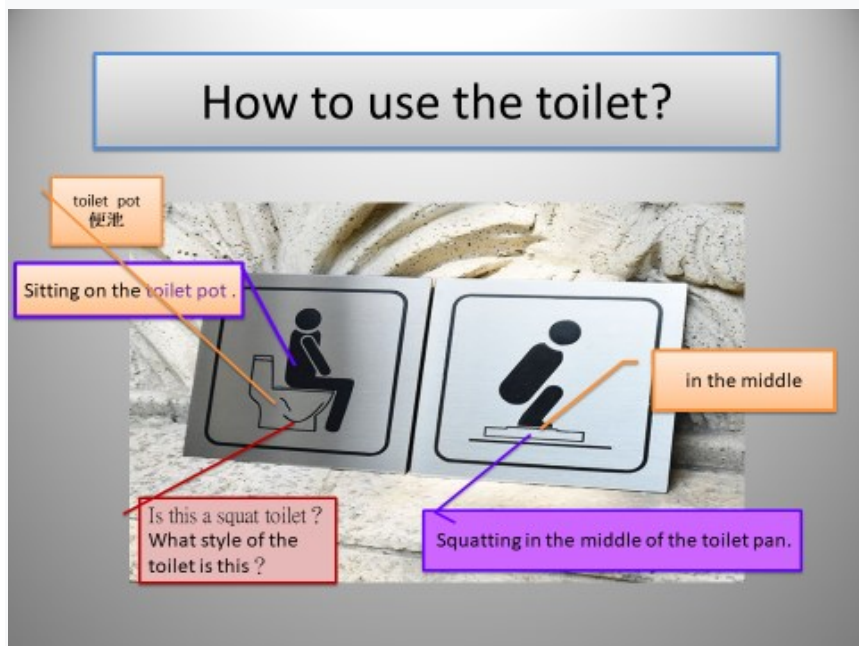 How to use the toilet?
toilet pot
便池
Sitting on the toilet pot .
in the middle
Is this a squat toilet？
What style of the
toilet is this？
Squatting in the middle of the toilet pan.